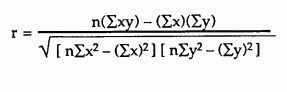 r = n(Σxy) – (Σx)(Σy)
√[ nΣx² – (Σx)² ] [ nΣy² – (Σy)² ]